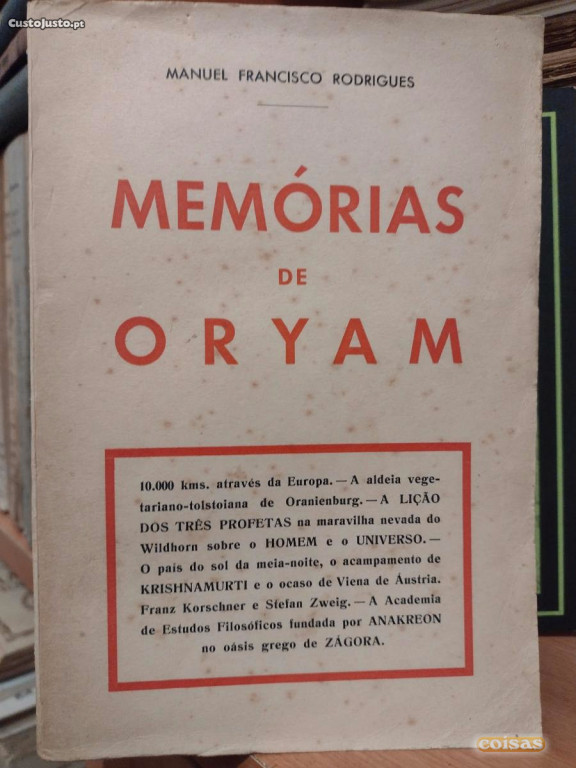 CustoJusto.pt
MANUEL FRANCISCO RODRIGUES
MEMÓRIAS
DE
ORYAM
10.000 kms. através da Europa. — A aldeia vege-
tariano-tolstoiana de Oranienburg. — A LIÇÃO
DOS TRÊS PROFETAS na maravilha nevada do
Wildhorn sobre o HOMEM e o UNIVERSO. —
O país do sol da meia-noite, o acampamento de
KRISHNAMURTI e o ocaso de Viena de Áustria.
Franz Korschner e Stefan Zweig. — A Academia
de Estudos Filosóficos fundada por ANAKREON
no oásis grego de ZÁGORA.
coisas